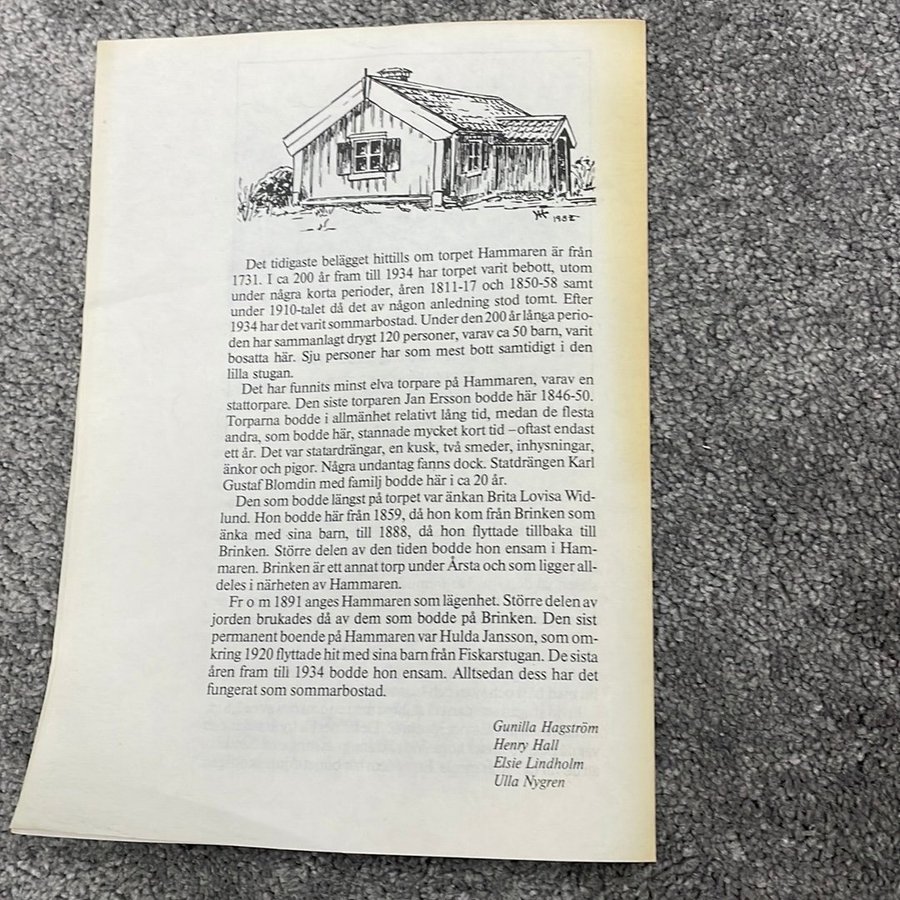 1982
Det tidigaste belägget hittills om torpet Hammaren är från
1731. I ca 200 år fram till 1934 har torpet varit bebott, utom
under några korta perioder, åren 1811-17 och 1850-58 samt
under 1910-talet då det av någon anledning stod tomt. Efter
1934 har det varit sommarbostad. Under den 200 år långa perio-
den har sammanlagt drygt 120 personer, varav ca 50 barn, varit
bosatta här. Sju personer har som mest bott samtidigt i den
lilla stugan.
Det har funnits minst elva torpare på Hammaren, varav en
stattorpare. Den siste torparen Jan Ersson bodde här 1846-50.
Torparna bodde i allmänhet relativt lång tid, medan de flesta
andra, som bodde här, stannade mycket kort tid – oftast endast
ett år. Det var statardrängar, en kusk, två smeder, inhysningar,
änkor och pigor. Några undantag fanns dock. Statdrängen Karl
Gustaf Blomdin med familj bodde här i ca 20 år.
Den som bodde längst på torpet var änkan Brita Lovisa Wid-
lund. Hon bodde här från 1859, då hon kom från Brinken som
änka med sina barn, till 1888, då hon flyttade tillbaka till
Brinken. Större delen av den tiden bodde hon ensam i Ham-
maren. Brinken är ett annat torp under Årsta och som ligger all-
deles i närheten av Hammaren.
Fr o m 1891 anges Hammaren som lägenhet. Större delen av
jorden brukades då av dem som bodde på Brinken. Den sist
permanent boende på Hammaren var Hulda Jansson, som om-
kring 1920 flyttade hit med sina barn från Fiskarstugan. De sista
åren fram till 1934 bodde hon ensam. Alltsedan dess har det
fungerat som sommarbostad.
Gunilla Hagström
Henry Hall
Elsie Lindholm
Ulla Nygren